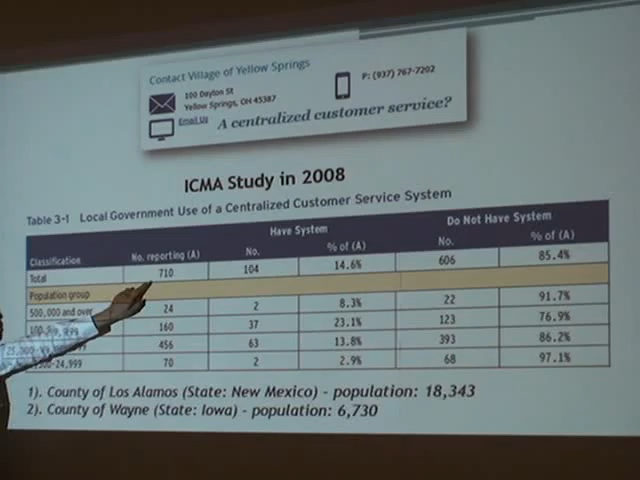 Contact Village of Yellow Springs
100 Dayton St
Yellow Springs, OH 45387
P: (937) 767-7202
Email Us
A centralized customer service?
ICMA Study in 2008
Table 3-1 Local Government Use of a Centralized Customer Service System
Have System Do Not Have System
Classification No. reporting (A) No. % of (A) No. % of (A)
Total 710 104 14.6% 606 85.4%
Population group
500,000 and over 24 2 8.3% 22 91.7%
160 37 23.1% 123 76.9%
456 63 13.8% 393 86.2%
24,999 70 2 2.9% 68 97.1%
1). County of Los Alamos (State: New Mexico) - population: 18,343
2). County of Wayne (State: Iowa) - population: 6,730